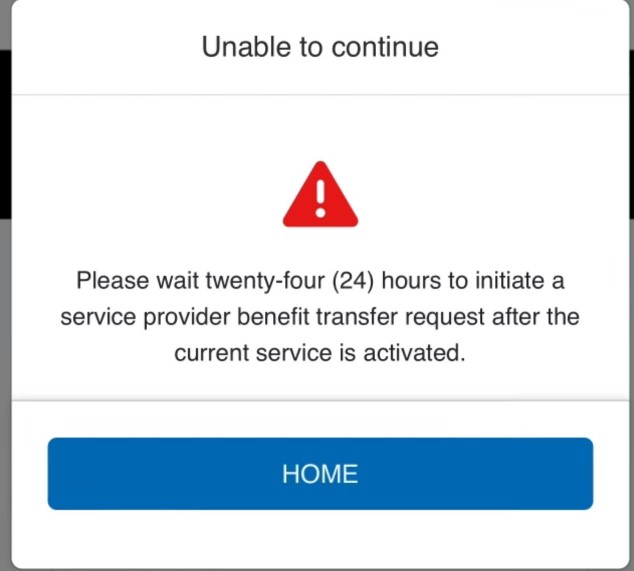 Unable to continue
Please wait twenty-four (24) hours to initiate a
service provider benefit transfer request after the
current service is activated.
HOME